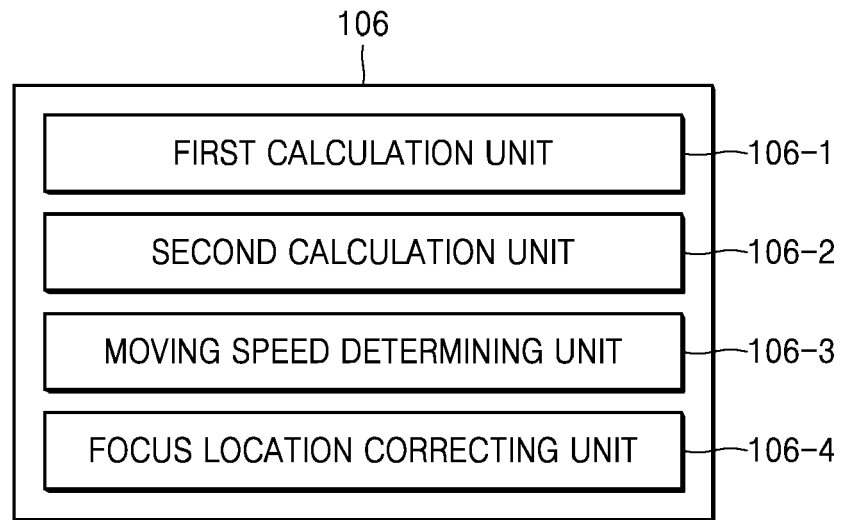 106
FIRST CALCULATION UNIT 106-1
SECOND CALCULATION UNIT 106-2
MOVING SPEED DETERMINING UNIT 106-3
FOCUS LOCATION CORRECTING UNIT 106-4